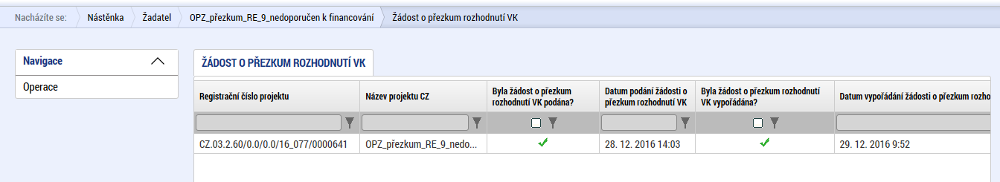 Nacházíte se: Nástěnka Žadatel OPZ_přezkum_RE_9_nedoporučen k financování Žádost o přezkum rozhodnutí VK
Navigace
Operace
ŽÁDOST O PŘEZKUM ROZHODNUTÍ VK
Registrační číslo projektu
Název projektu CZ
Byla žádost o přezkum
rozhodnutí VK podána?
Datum podání žádosti o
přezkum rozhodnutí VK
Byla žádost o přezkum rozhodnutí
VK vypořádána?
Datum vypořádání žádosti o přezkum rozho
CZ.03.2.60/0.0/0.0/16_077/0000641
OPZ_přezkum_RE_9_nedo...
28. 12. 2016 14:03
29. 12. 2016 9:52